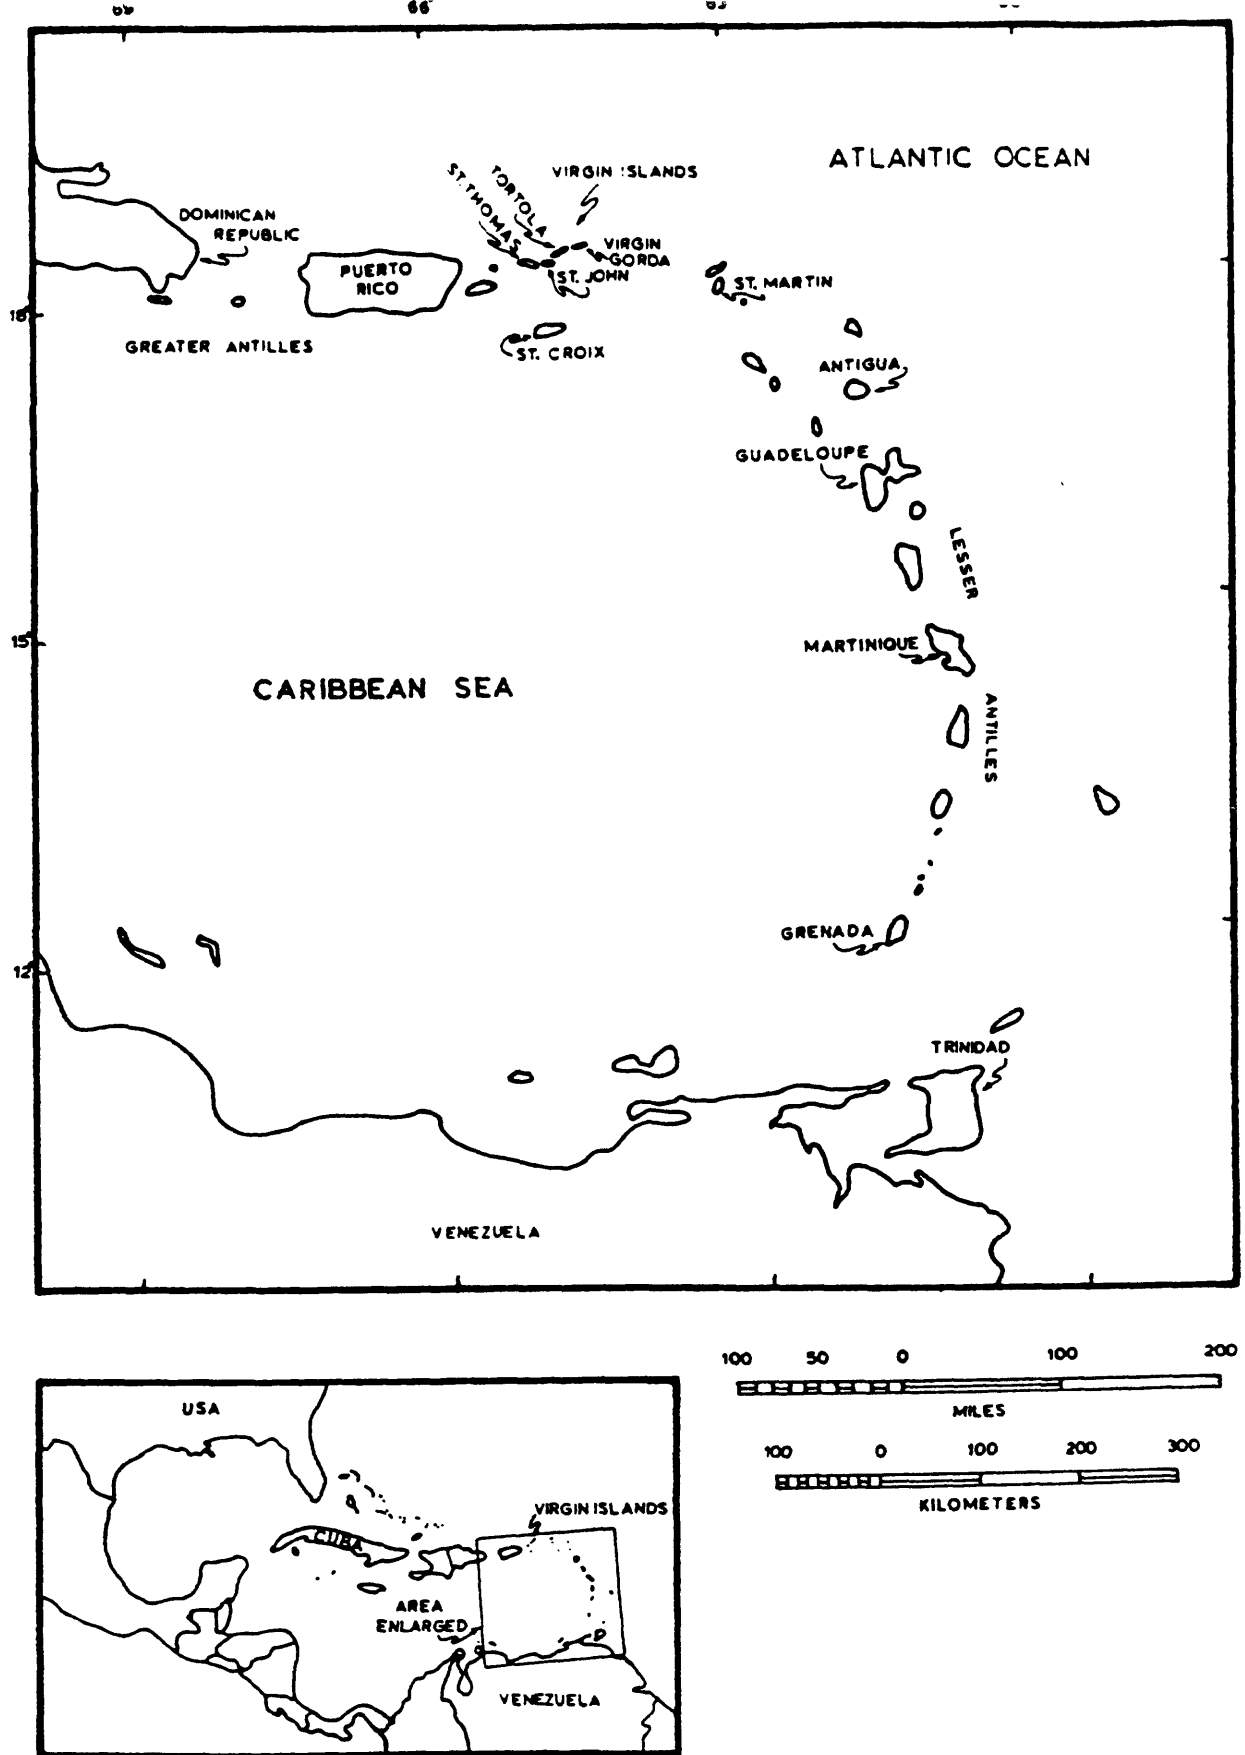 66
ATLANTIC OCEAN
VIRGIN ISLANDS
TORTOLA
ST. THOMAS
DOMINICAN
REPUBLIC
VIRGIN
GORDA
PUERTO
RICO
ST. JOHN
ST. MARTIN
18
GREATER ANTILLES
ST. CROIX
ANTIGUA
GUADELOUPE
LESSER
15
MARTINIQUE
CARIBBEAN SEA
ANTILLES
GRENADA
12
TRINIDAD
VENEZUELA
100 50 0 100 200
MILES
100 0 100 200 300
KILOMETERS
USA
VIRGIN ISLANDS
CUBA
AREA
ENLARGED
VENEZUELA